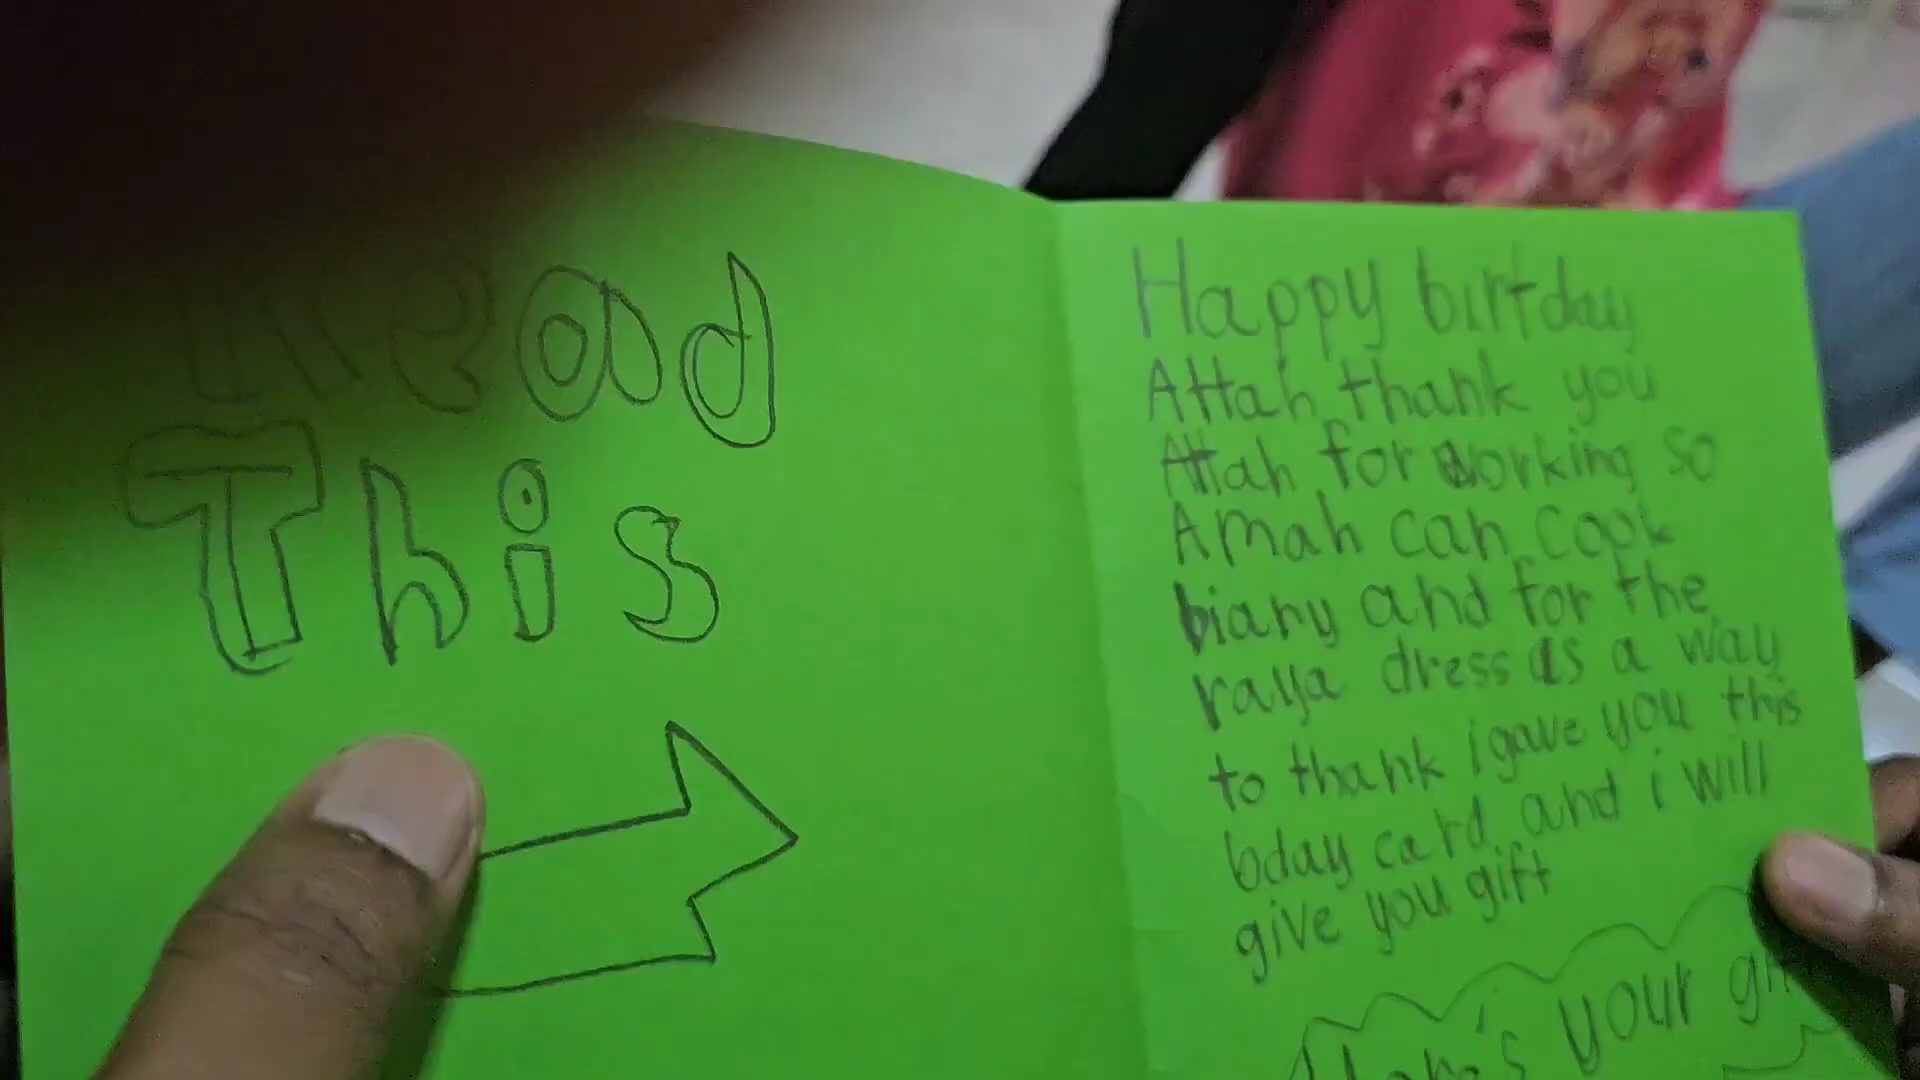 Read
This
Happy birtday
Attah thank you
Attah for working so
Amah can cook
biany and for the
raya dress as a way
to thank i gave you this
bday card and i will
give you gift
Here's your